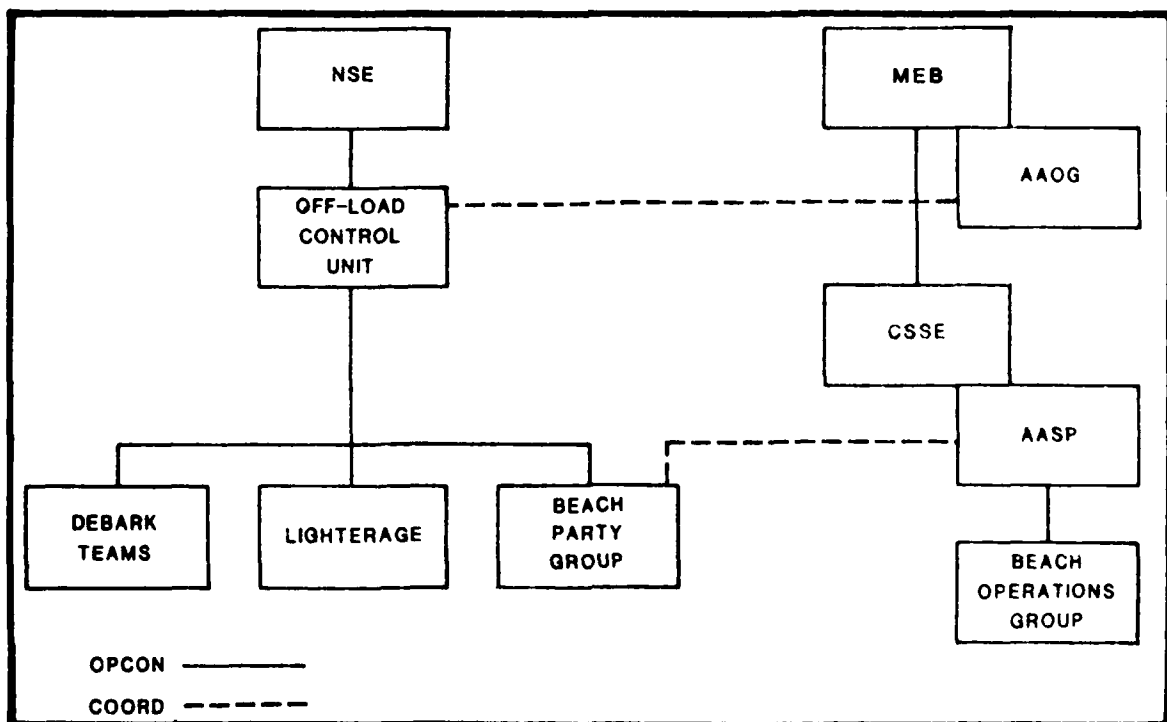 NSE
MEB
AAOG
OFF-LOAD
CONTROL
UNIT
CSSE
AASP
DEBARK
TEAMS
LIGHTERAGE
BEACH
PARTY
GROUP
BEACH
OPERATIONS
GROUP
OPCON
COORD